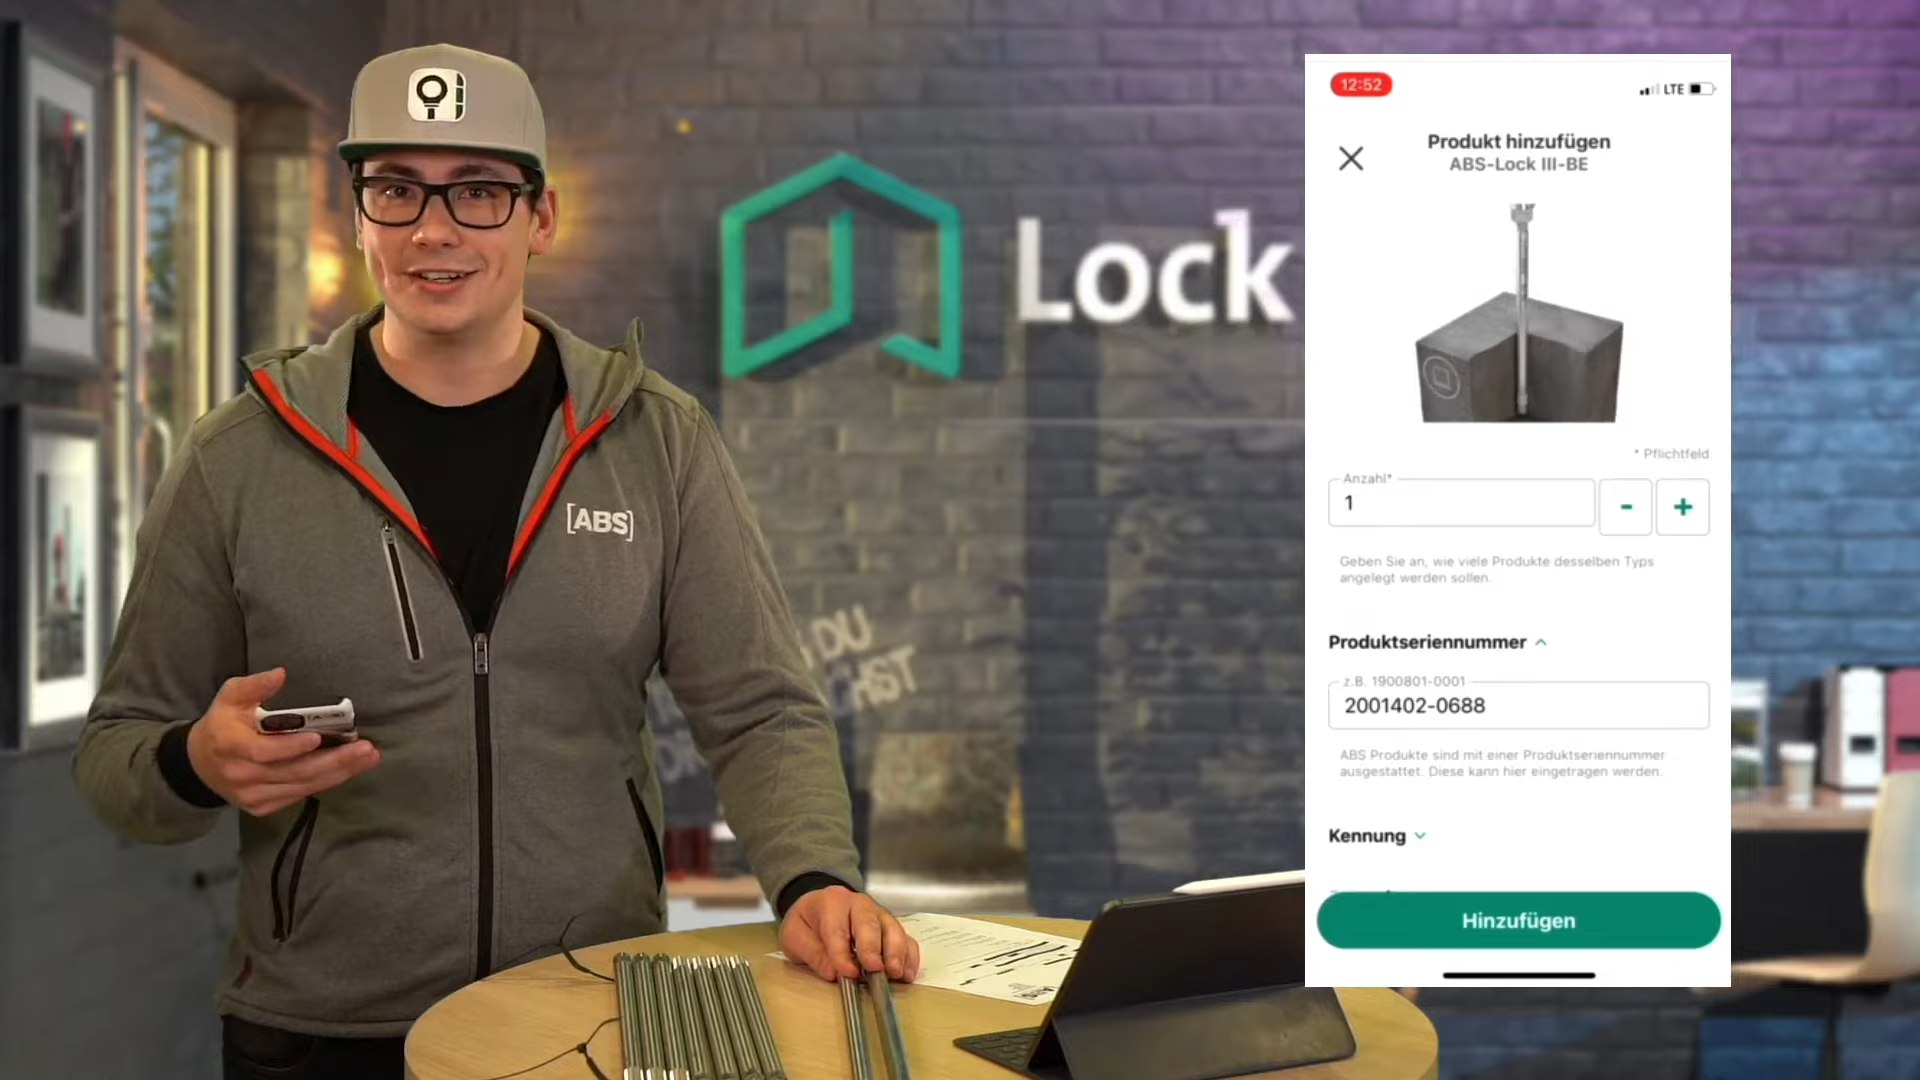 Lock
[ABS]
DU
12:52
LTE
Produkt hinzufügen
ABS-Lock III-BE
* Pflichtfeld
Anzahl*
1
-
+
Geben Sie an, wie viele Produkte desselben Typs
angelegt werden sollen.
Produktseriennummer
z.B. 1900801-0001
2001402-0688
ABS Produkte sind mit einer Produktseriennummer
ausgestattet. Diese kann hier eingetragen werden.
Kennung
Hinzufügen